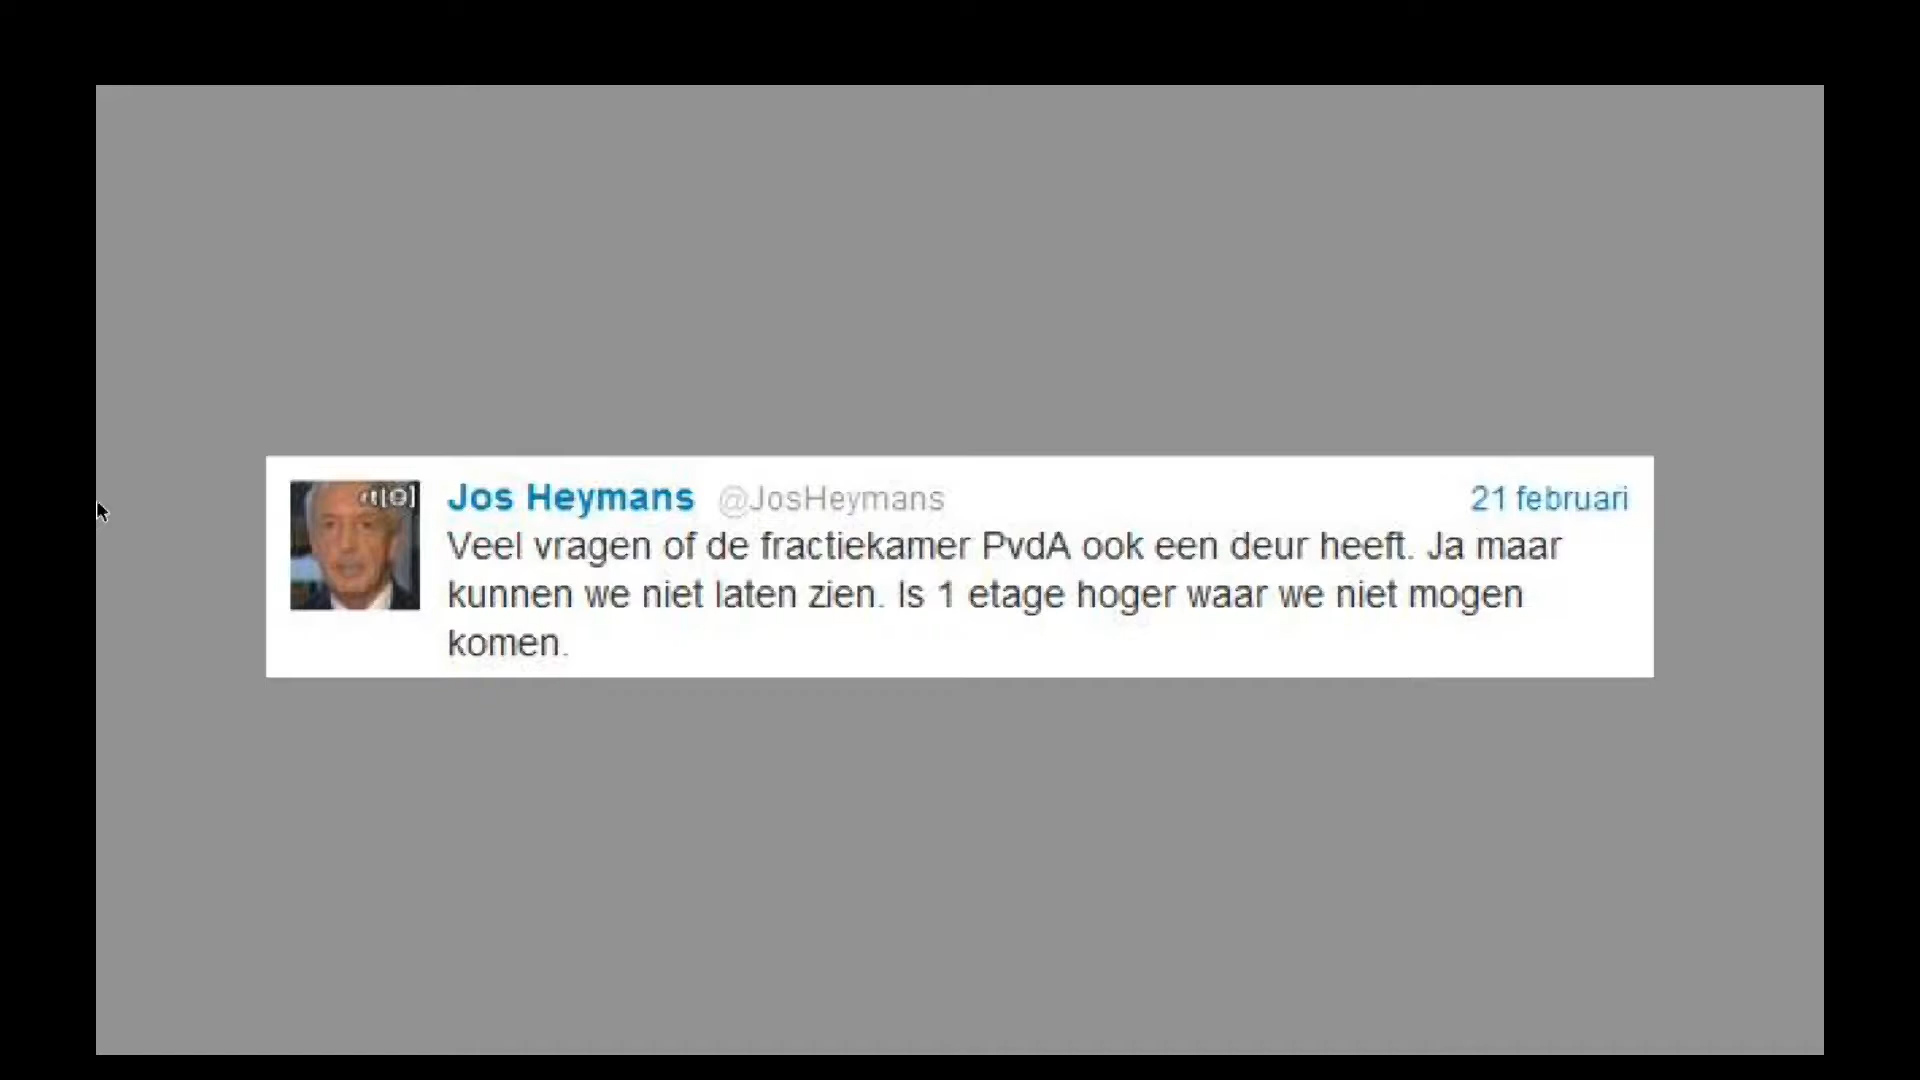 Jos Heymans @JosHeymans 21 februari
Veel vragen of de fractiekamer PvdA ook een deur heeft. Ja maar
kunnen we niet laten zien. Is 1 etage hoger waar we niet mogen
komen.